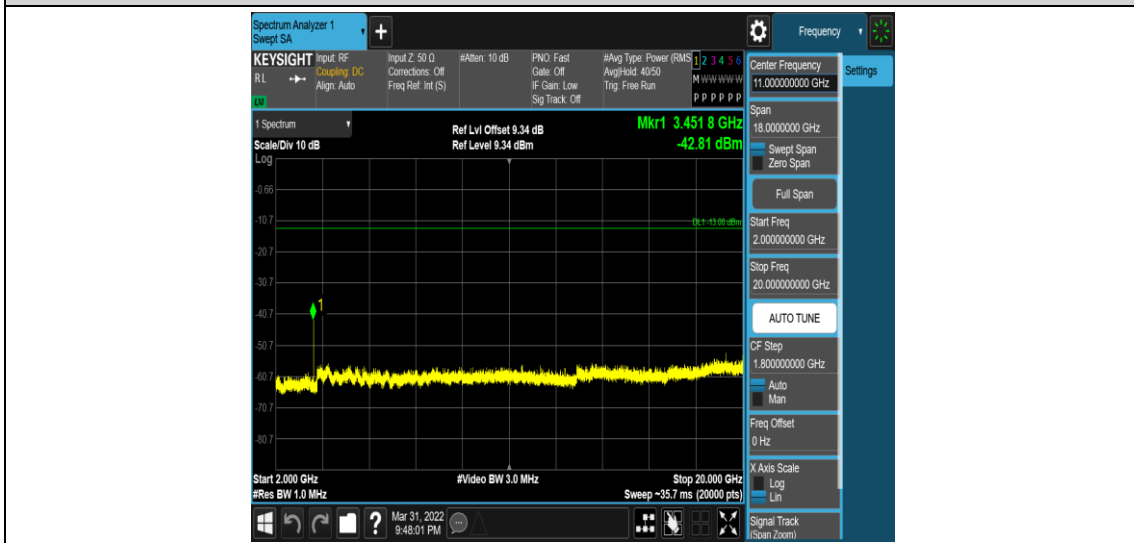 Spectrum Analyzer 1
Swept SA
+
Frequency
KEYSIGHT
RL
LXI
Input: RF
Coupling: DC
Align: Auto
Input Z: 50 Ω
Corrections: Off
Freq Ref: Int (S)
#Atten: 10 dB
PNO: Fast
Gate: Off
IF Gain: Low
Sig Track: Off
#Avg Type: Power (RMS
Avg|Hold: 40/50
Trig: Free Run
1 2 3 4 5 6
M W W W W W
P P P P P P
1 Spectrum
Scale/Div 10 dB
Log
Ref Lvl Offset 9.34 dB
Ref Level 9.34 dBm
Mkr1 3.451 8 GHz
-42.81 dBm
-0.66
-10.7
DL1 -13.00 dBm
-20.7
-30.7
-40.7
1
-50.7
-60.7
-70.7
-80.7
Start 2.000 GHz
#Res BW 1.0 MHz
#Video BW 3.0 MHz
Stop 20.000 GHz
Sweep ~35.7 ms (20000 pts)
Center Frequency
11.000000000 GHz
Settings
Span
18.0000000 GHz
Swept Span
Zero Span
Full Span
Start Freq
2.000000000 GHz
Stop Freq
20.000000000 GHz
AUTO TUNE
CF Step
1.800000000 GHz
Auto
Man
Freq Offset
0 Hz
X Axis Scale
Log
Lin
Signal Track
(Span Zoom)
?
Mar 31, 2022
9:48:01 PM